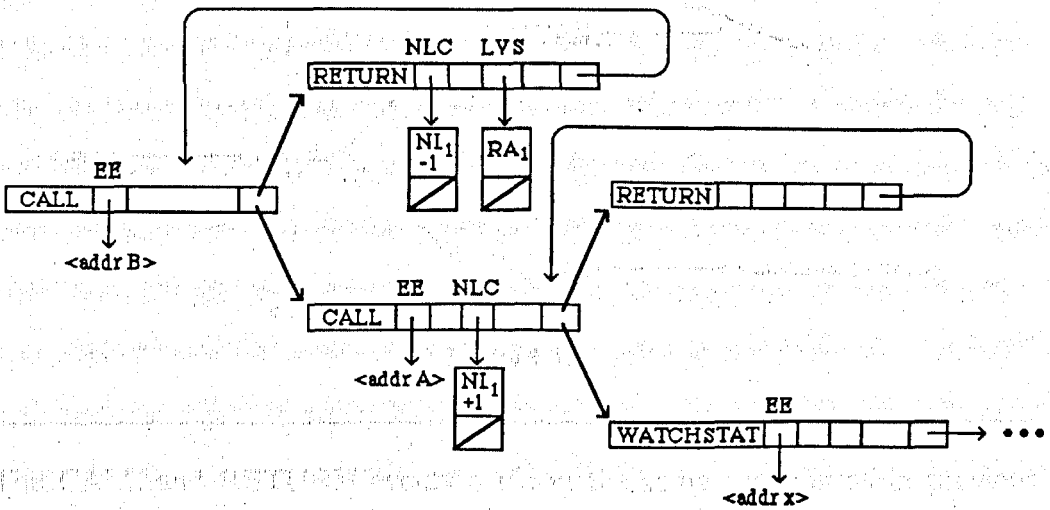 NLC LVS
RETURN
NI1 -1
RA1
EE
CALL
<addr B>
RETURN
EE NLC
CALL
<addr A>
NI1 +1
EE
WATCHSTAT
<addr x>